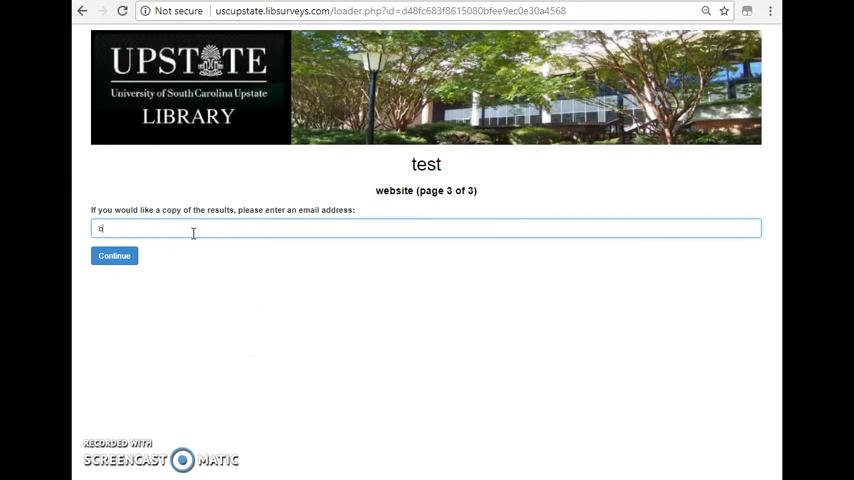 Not secure
uscupstate.libsurveys.com/loader.php?id=d48fc683f8615080bfee9ec0e30a4568
UPSTATE
University of South Carolina Upstate
LIBRARY
test
website (page 3 of 3)
If you would like a copy of the results, please enter an email address:
b
Continue
RECORDED WITH
SCREENCAST MATIC